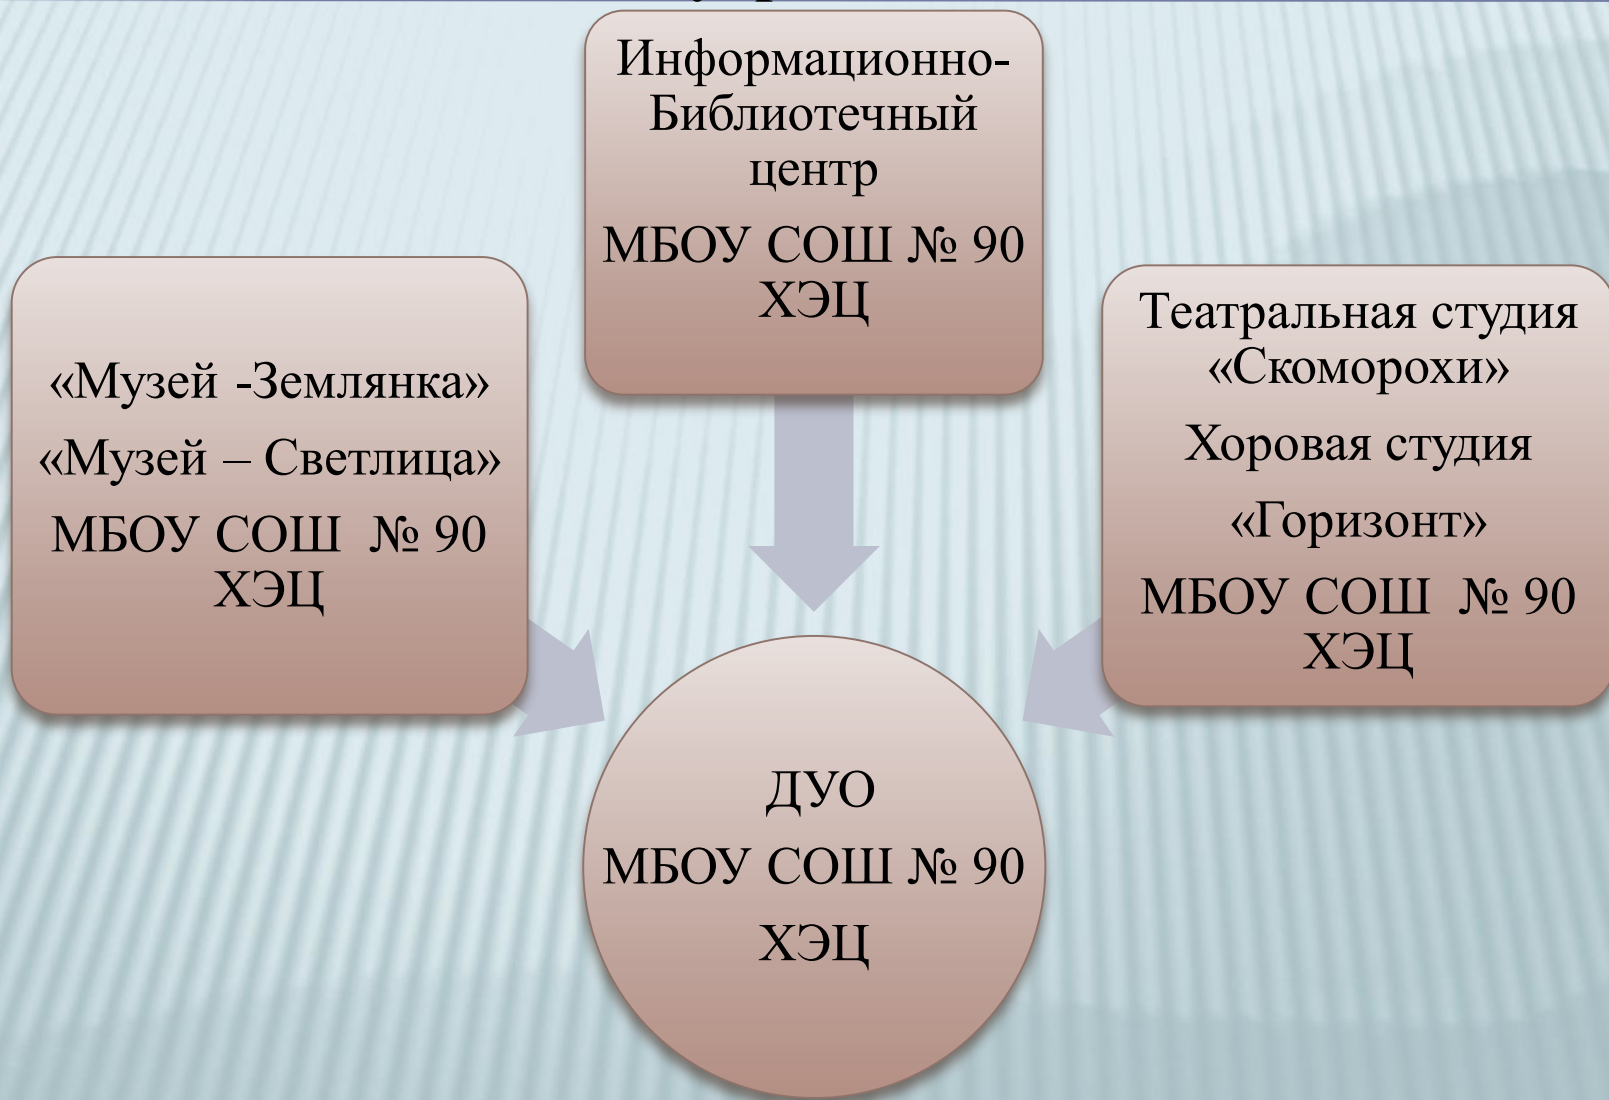 Информационно-
Библиотечный
центр
МБОУ СОШ № 90
ХЭЦ
«Музей -Землянка»
«Музей – Светлица»
МБОУ СОШ  № 90
ХЭЦ
Театральная студия
«Скоморохи»
Хоровая студия
«Горизонт»
МБОУ СОШ  № 90
ХЭЦ
ДУО
МБОУ СОШ № 90
ХЭЦ